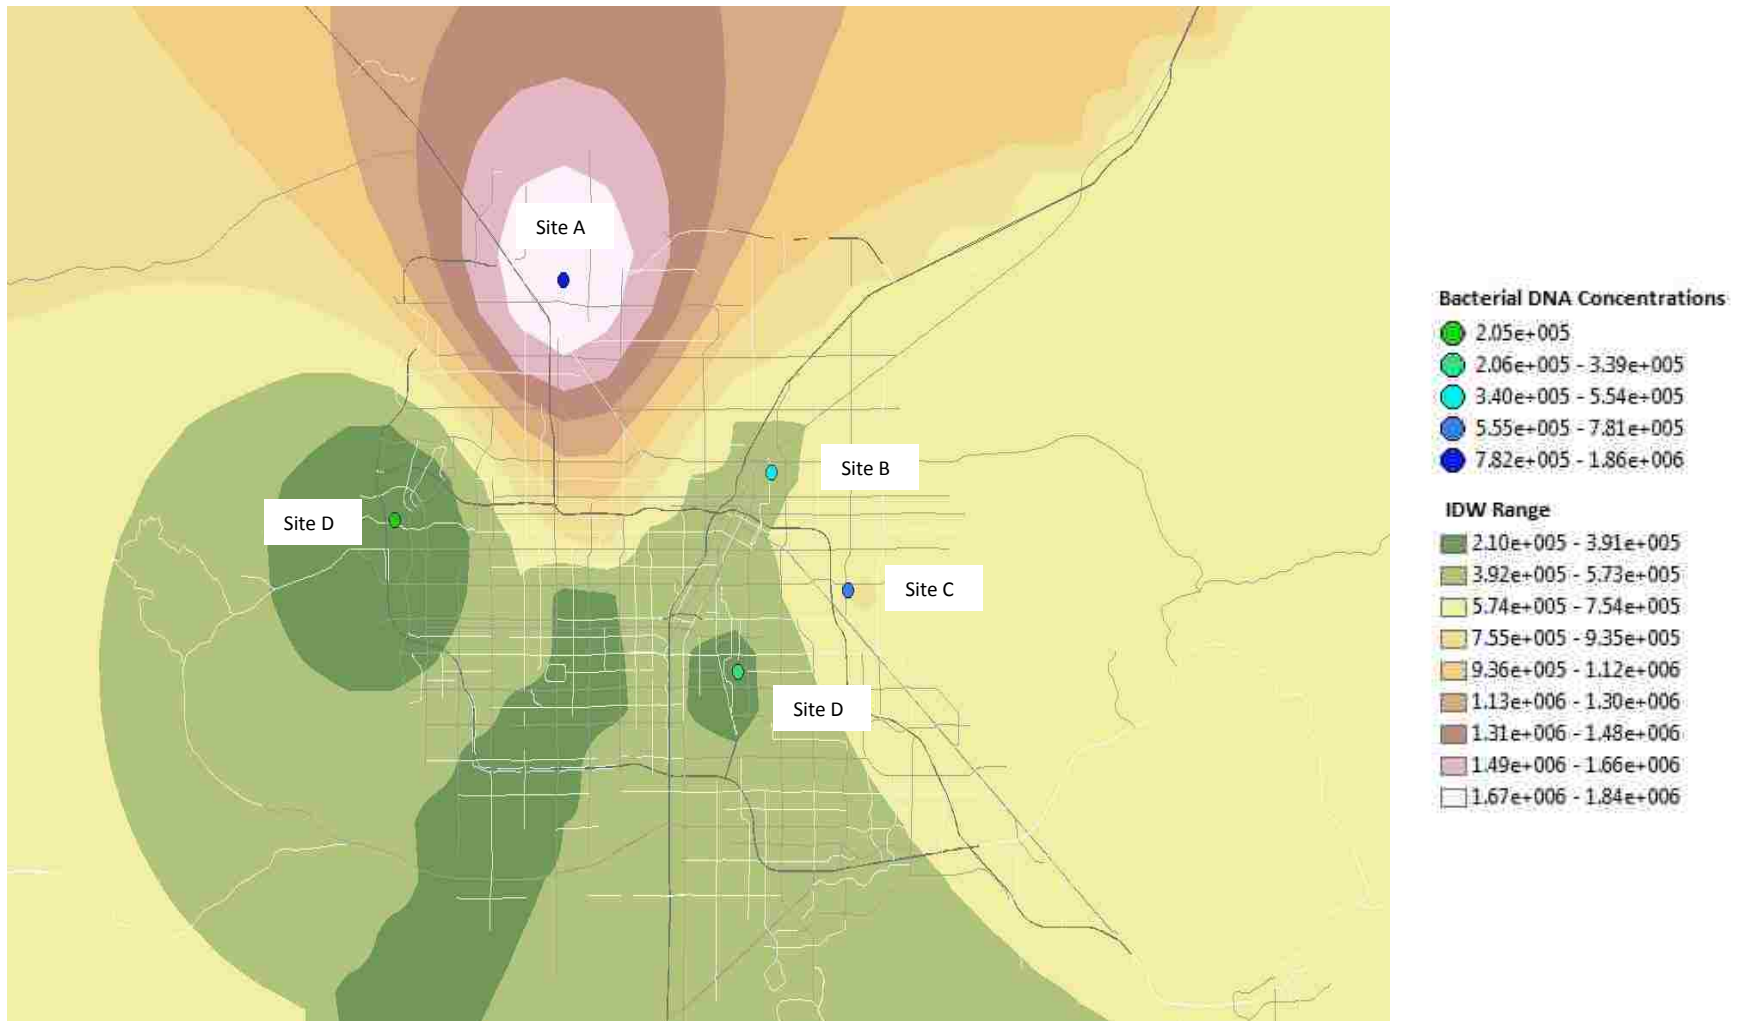 Site A
Site B
Site D
Site C
Site D
Bacterial DNA Concentrations
2.05e+005
2.06e+005 - 3.39e+005
3.40e+005 - 5.54e+005
5.55e+005 - 7.81e+005
7.82e+005 - 1.86e+006
IDW Range
2.10e+005 - 3.91e+005
3.92e+005 - 5.73e+005
5.74e+005 - 7.54e+005
7.55e+005 - 9.35e+005
9.36e+005 - 1.12e+006
1.13e+006 - 1.30e+006
1.31e+006 - 1.48e+006
1.49e+006 - 1.66e+006
1.67e+006 - 1.84e+006